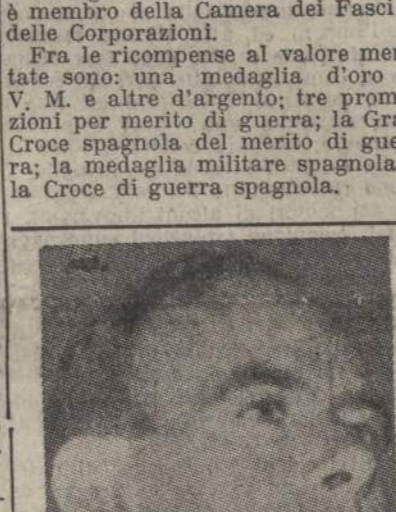 è membro della Camera dei Fasci
delle Corporazioni.
Fra le ricompense al valore mer
tate sono: una medaglia d'oro
V. M. e altre d'argento; tre prom
zioni per merito di guerra; la Gra
Croce spagnola del merito di gue
ra; la medaglia militare spagnola
la Croce di guerra spagnola.